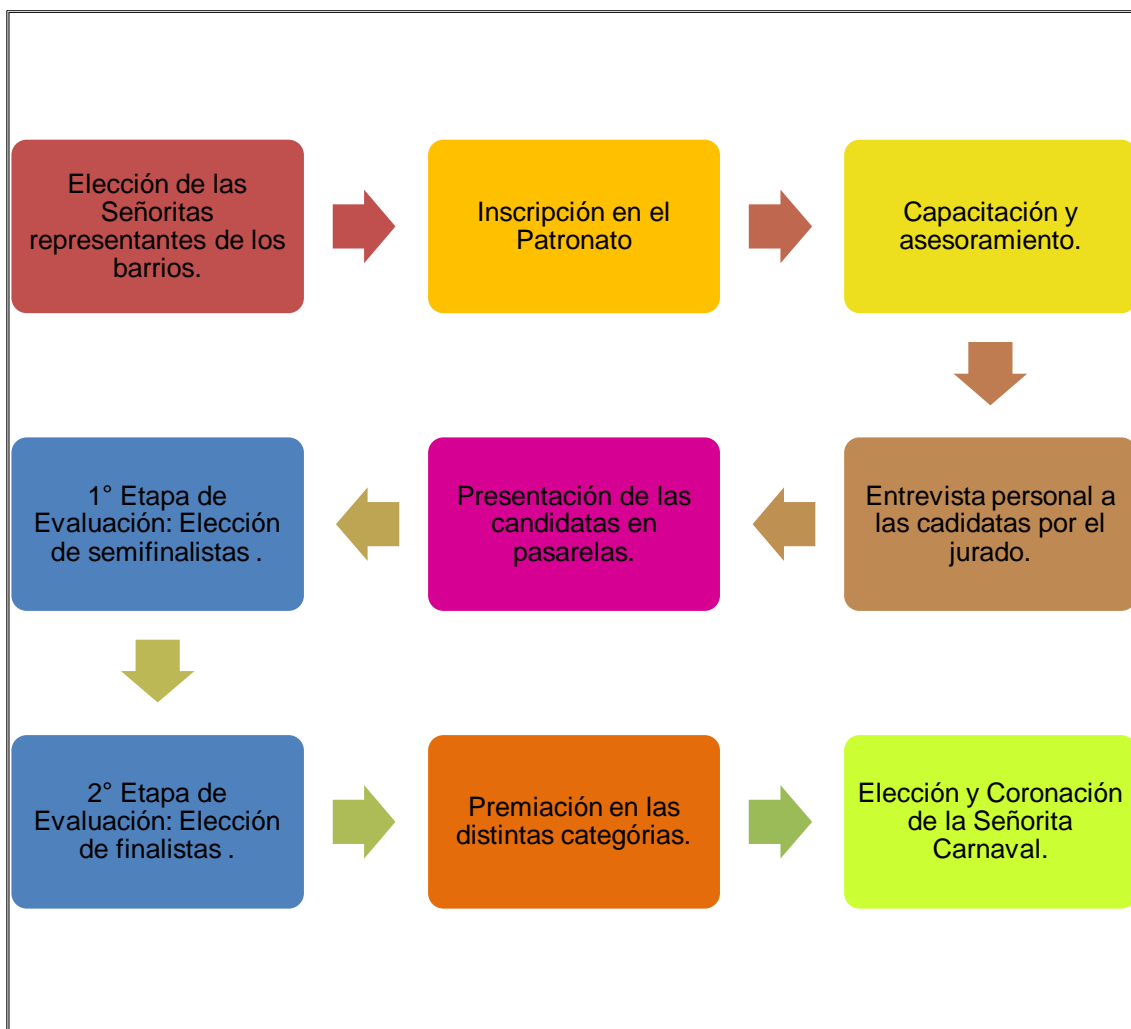 Elección de las
Señoritas
representantes de los
barrios.
Inscripción en el
Patronato
Capacitación y
asesoramiento.
Entrevista personal a
las cadidatas por el
jurado.
Presentación de las
candidatas en
pasarelas.
1° Etapa de
Evaluación: Elección
de semifinalistas .
2° Etapa de
Evaluación: Elección
de finalistas .
Premiación en las
distintas categórias.
Elección y Coronación
de la Señorita
Carnaval.